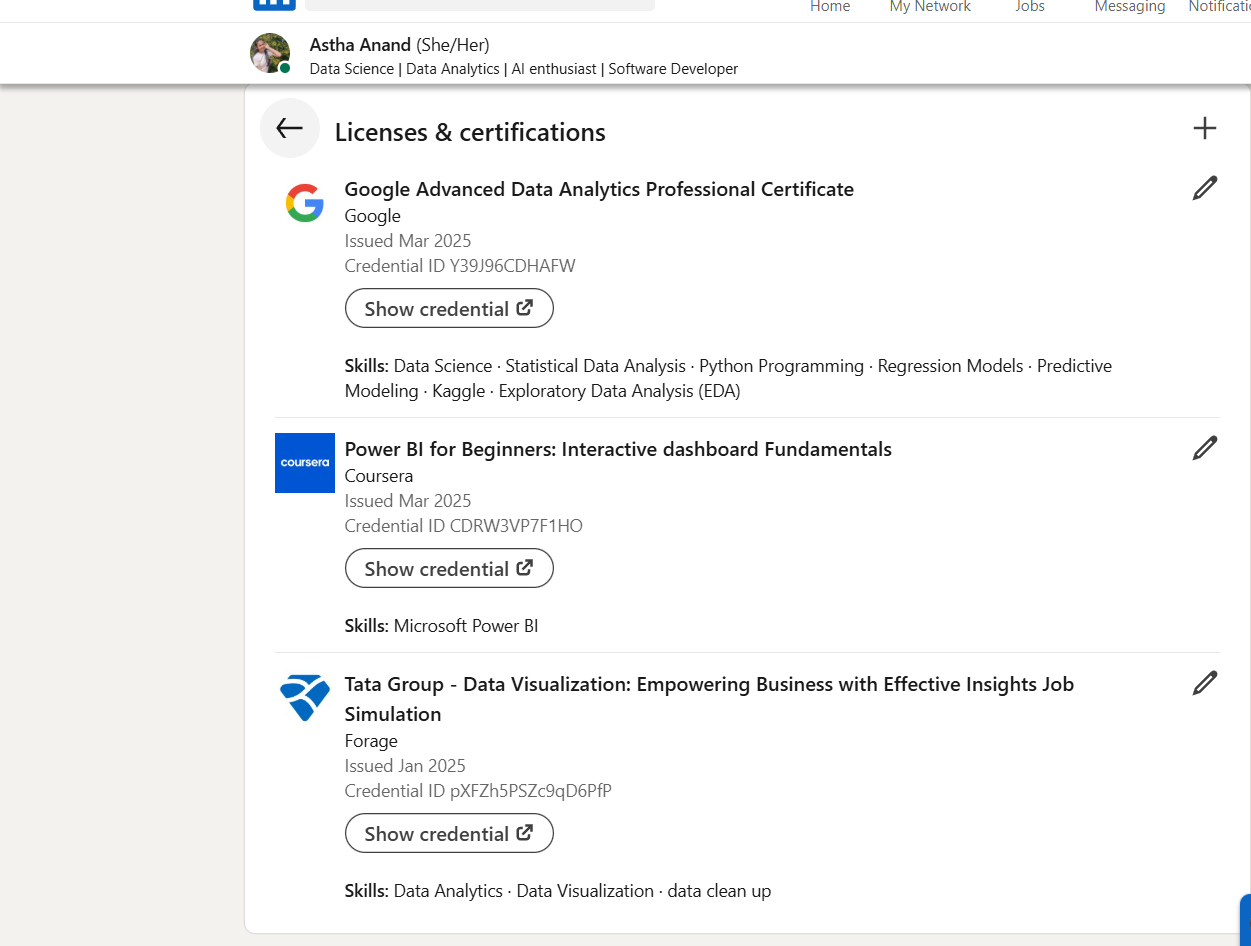 Home My Network Jobs Messaging
Astha Anand (She/Her)
Data Science | Data Analytics | AI enthusiast | Software Developer
Licenses & certifications
Google Advanced Data Analytics Professional Certificate
Google
Issued Mar 2025
Credential ID Y39J96CDHAFW
Show credential
Skills: Data Science · Statistical Data Analysis · Python Programming · Regression Models · Predictive
Modeling · Kaggle · Exploratory Data Analysis (EDA)
coursera
Power BI for Beginners: Interactive dashboard Fundamentals
Coursera
Issued Mar 2025
Credential ID CDRW3VP7F1HO
Show credential
Skills: Microsoft Power BI
Tata Group - Data Visualization: Empowering Business with Effective Insights Job
Simulation
Forage
Issued Jan 2025
Credential ID pXFZh5PSZc9qD6PfP
Show credential
Skills: Data Analytics · Data Visualization · data clean up